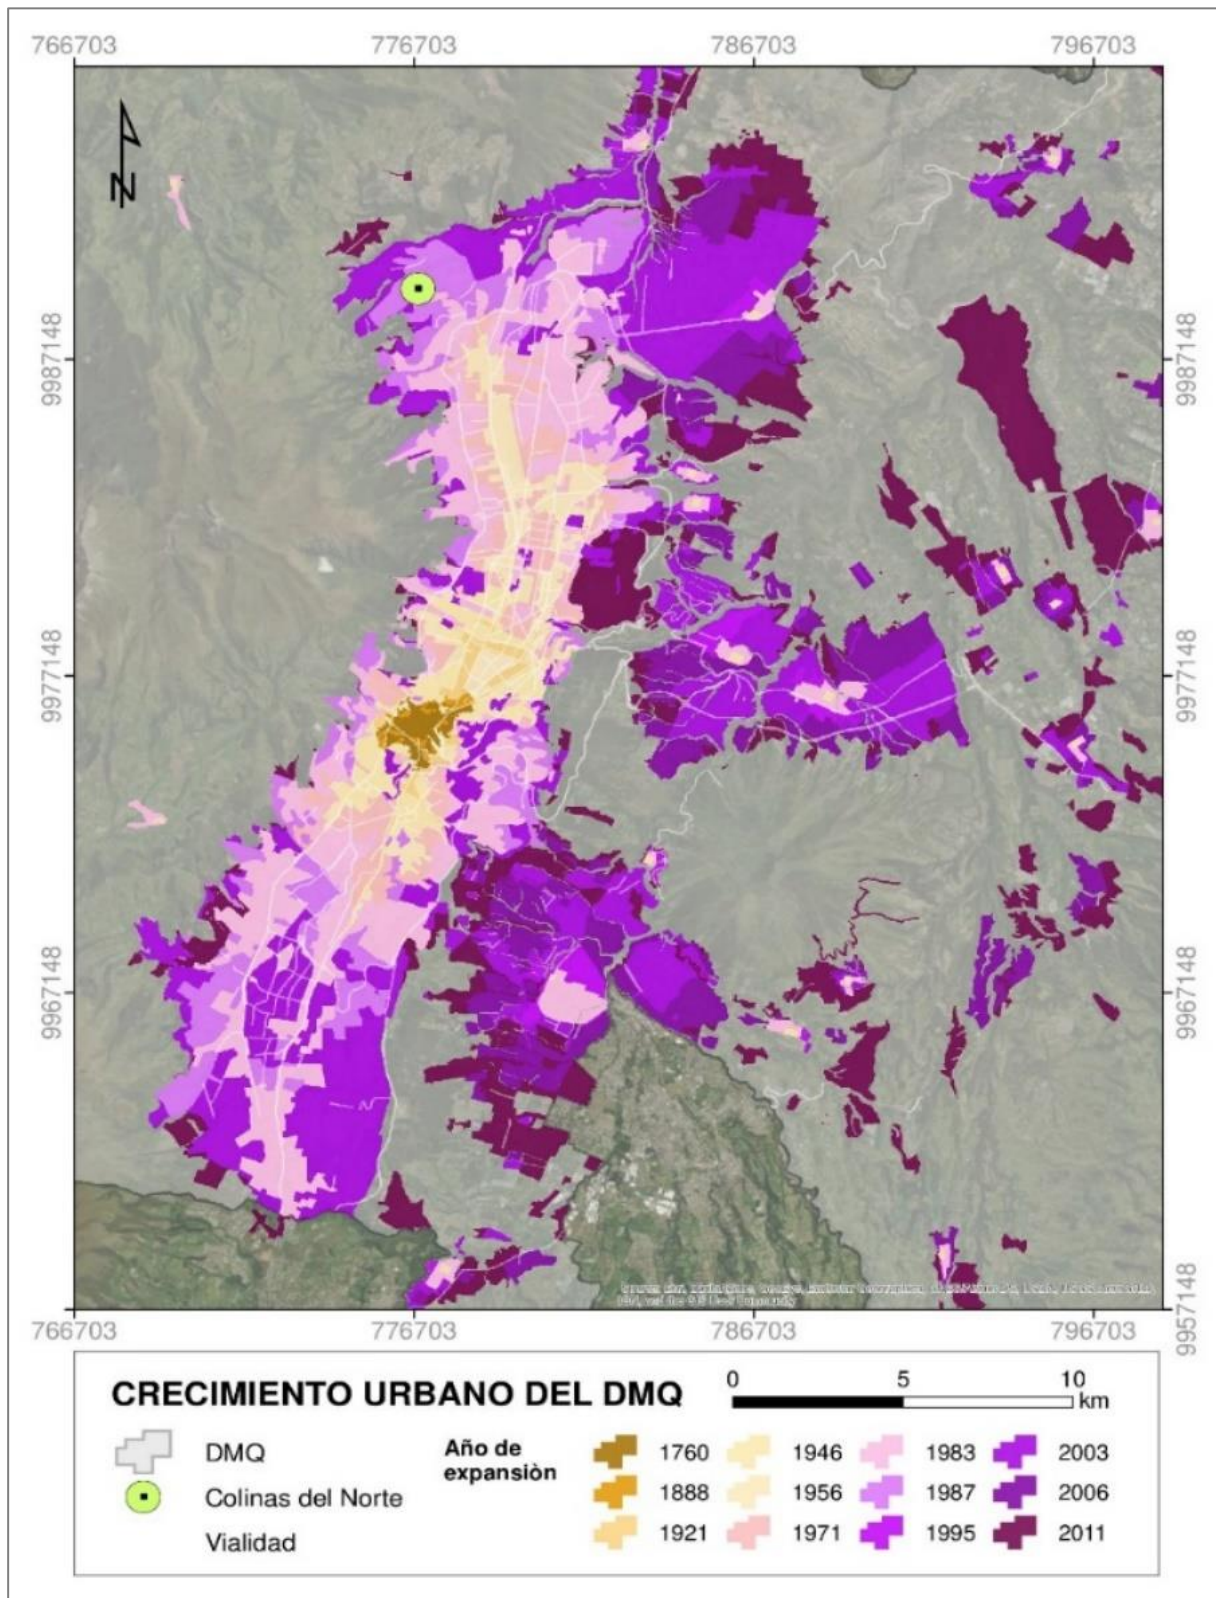 766703 776703 786703 796703
N
9987148 9987148
9977148 9977148
9967148 9967148
9957148
766703 776703 786703 796703
CRECIMIENTO URBANO DEL DMQ
0 5 10
km
DMQ
Colinas del Norte
Vialidad
Año de
expansiòn
1760 1946 1983 2003
1888 1956 1987 2006
1921 1971 1995 2011